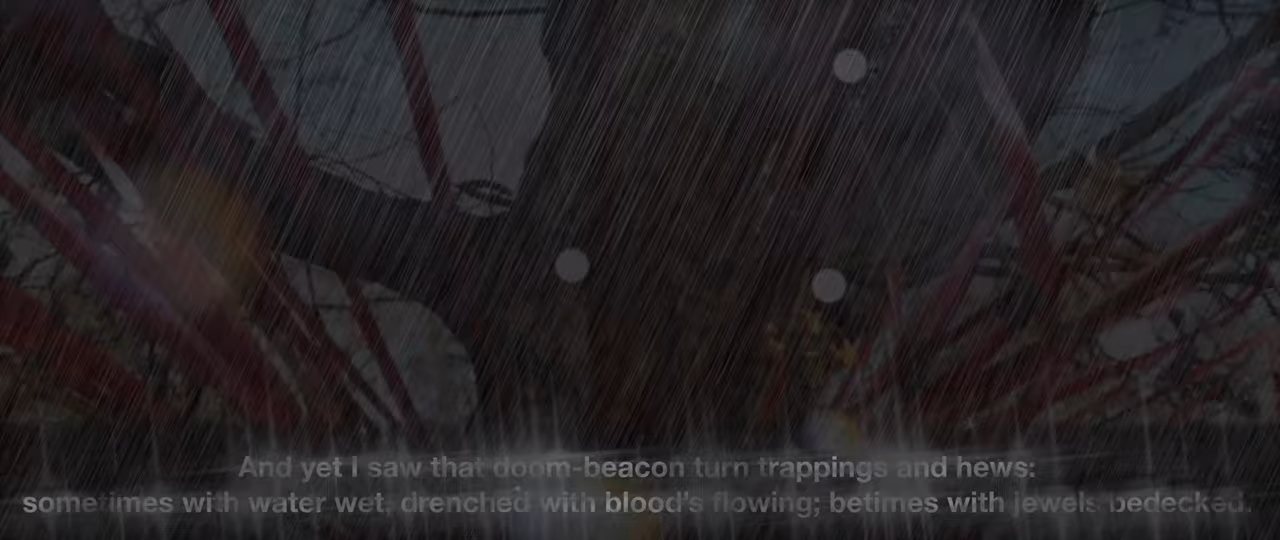 And yet I saw that doom-beacon turn trappings and hews:
sometimes with water wet, drenched with blood's flowing; betimes with jewels bedecked.